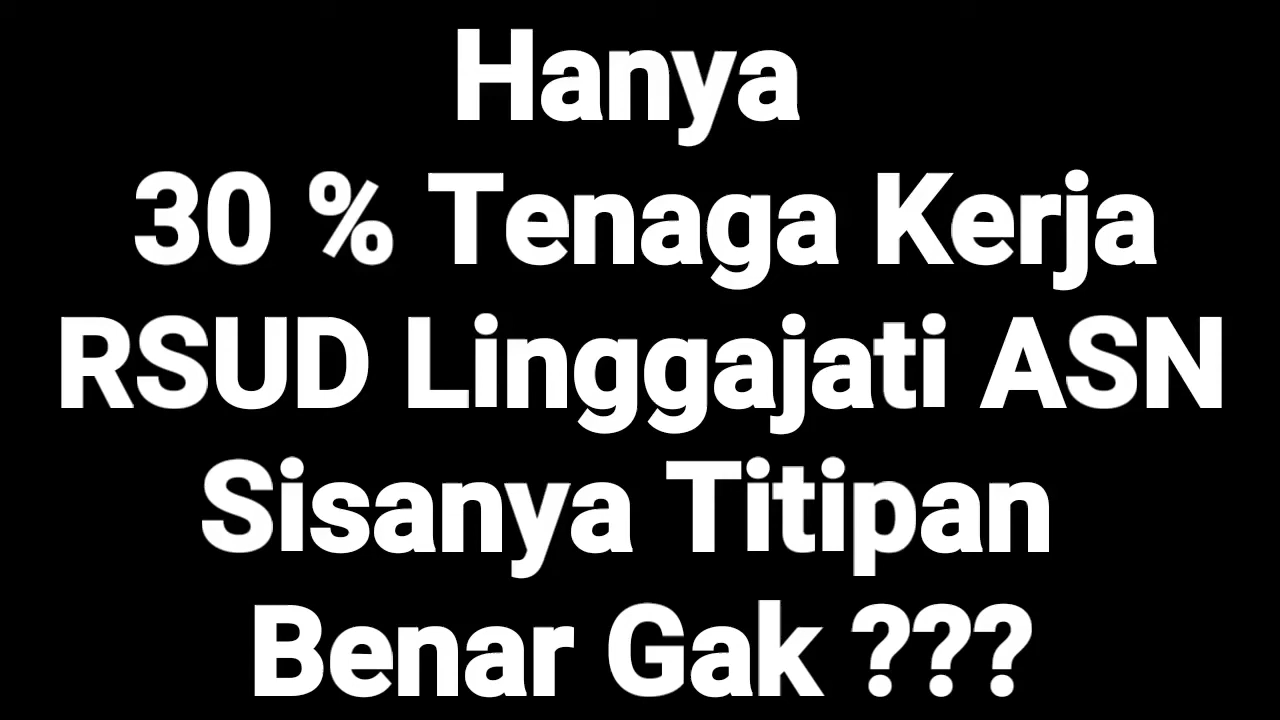 Hanya
30 % Tenaga Kerja
RSUD Linggajati ASN
Sisanya Titipan
Benar Gak ???